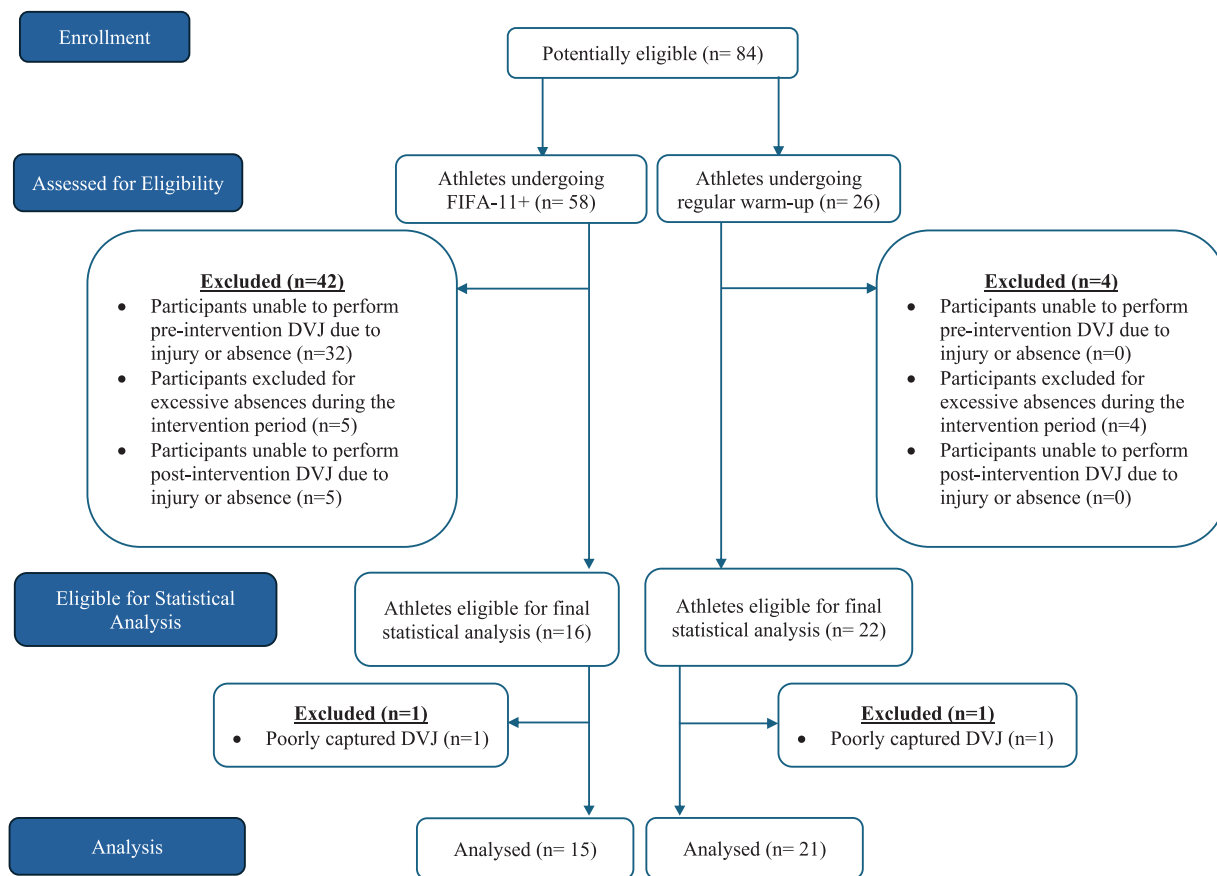 Enrollment
Potentially eligible (n= 84)
Assessed for Eligibility
Athletes undergoing
FIFA-11+ (n= 58)
Athletes undergoing
regular warm-up (n= 26)
Excluded (n=42)
• Participants unable to perform
pre-intervention DVJ due to
injury or absence (n=32)
• Participants excluded for
excessive absences during the
intervention period (n=5)
• Participants unable to perform
post-intervention DVJ due to
injury or absence (n=5)
Excluded (n=4)
• Participants unable to perform
pre-intervention DVJ due to
injury or absence (n=0)
• Participants excluded for
excessive absences during the
intervention period (n=4)
• Participants unable to perform
post-intervention DVJ due to
injury or absence (n=0)
Eligible for Statistical
Analysis
Athletes eligible for final
statistical analysis (n=16)
Athletes eligible for final
statistical analysis (n= 22)
Excluded (n=1)
• Poorly captured DVJ (n=1)
Excluded (n=1)
• Poorly captured DVJ (n=1)
Analysis
Analysed (n= 15)
Analysed (n= 21)